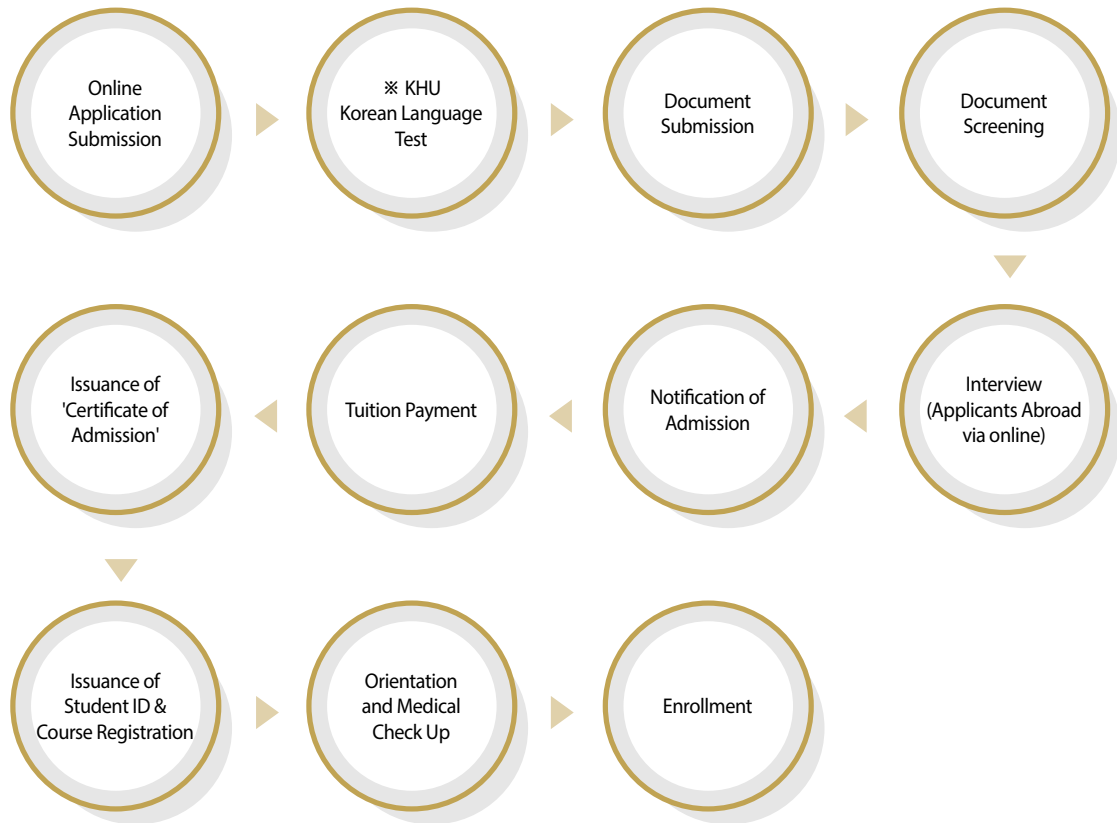 Online
Application
Submission
※ KHU
Korean Language
Test
Document
Submission
Document
Screening
Interview
(Applicants Abroad
via online)
Notification of
Admission
Tuition Payment
Issuance of
'Certificate of
Admission'
Issuance of
Student ID &
Course Registration
Orientation
and Medical
Check Up
Enrollment